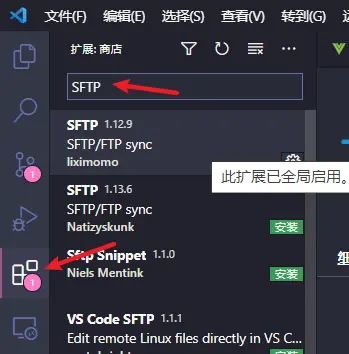 文件(F) 编辑(E) 选择(S) 查看(V) 转到(G)
扩展: 商店
SFTP
SFTP 1.12.9
SFTP/FTP sync
liximomo
此扩展已全局启用。
SFTP 1.13.6
SFTP/FTP sync
Natizyskunk 安装
Sftp Snippet 1.1.0
Niels Mentink 安装
VS Code SFTP 1.1.1
Edit remote Linux files directly in VS C...
安装
1
1